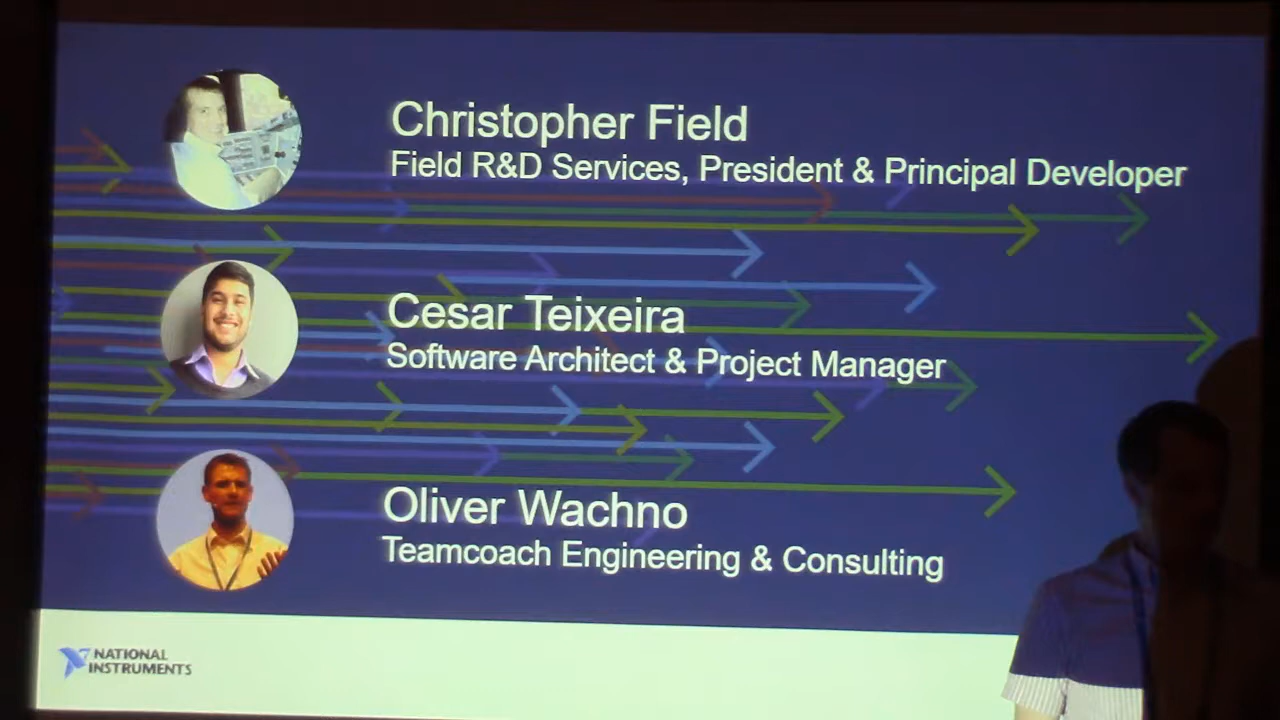 Christopher Field
Field R&D Services, President & Principal Developer
Cesar Teixeira
Software Architect & Project Manager
Oliver Wachno
Teamcoach Engineering & Consulting
NATIONAL
INSTRUMENTS